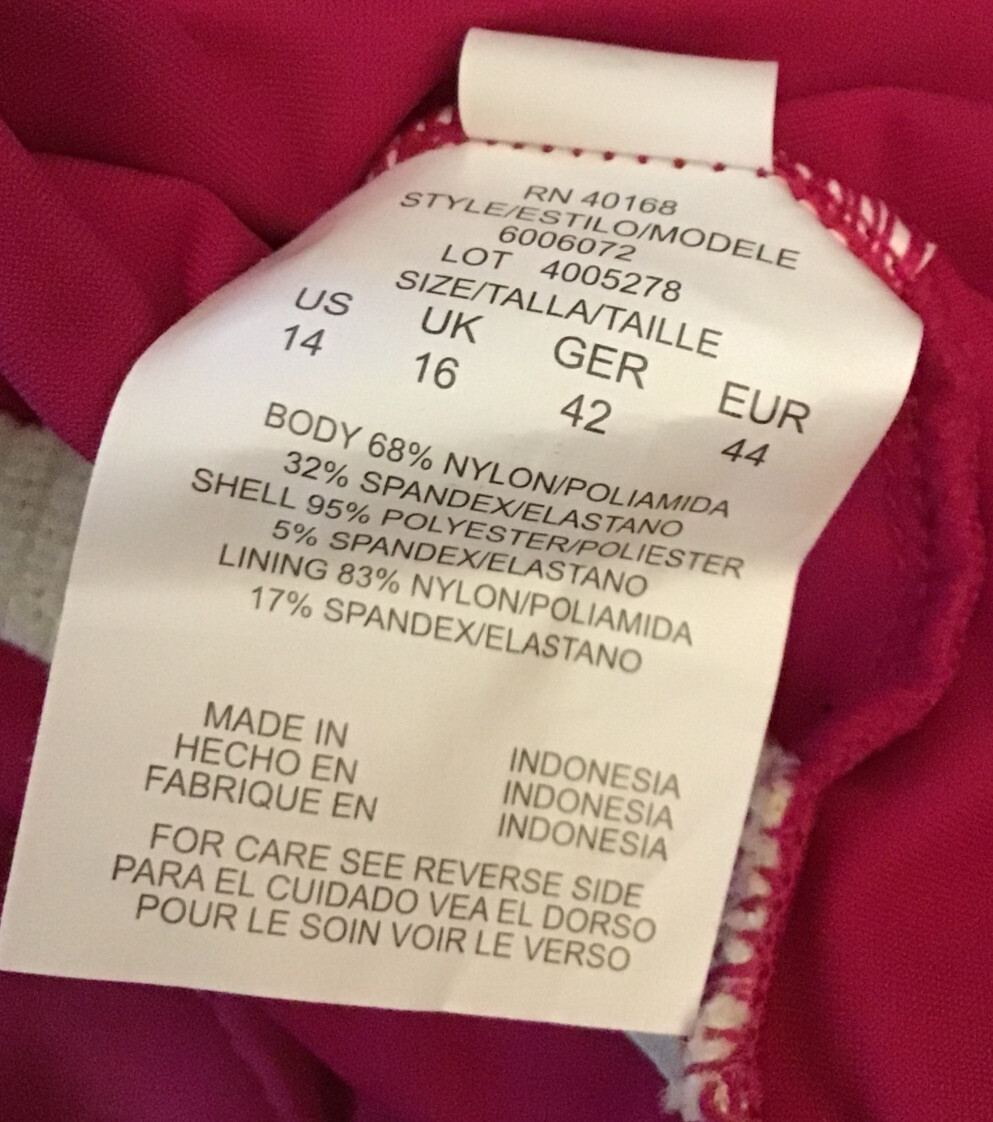 RN 40168
STYLE/ESTILO/MODELE
6006072
LOT 4005278
SIZE/TALLA/TAILLE
US UK GER EUR
14 16 42 44
BODY 68% NYLON/POLIAMIDA
32% SPANDEX/ELASTANO
SHELL 95% POLYESTER/POLIESTER
5% SPANDEX/ELASTANO
LINING 83% NYLON/POLIAMIDA
17% SPANDEX/ELASTANO
MADE IN INDONESIA
HECHO EN INDONESIA
FABRIQUE EN INDONESIA
FOR CARE SEE REVERSE SIDE
PARA EL CUIDADO VEA EL DORSO
POUR LE SOIN VOIR LE VERSO